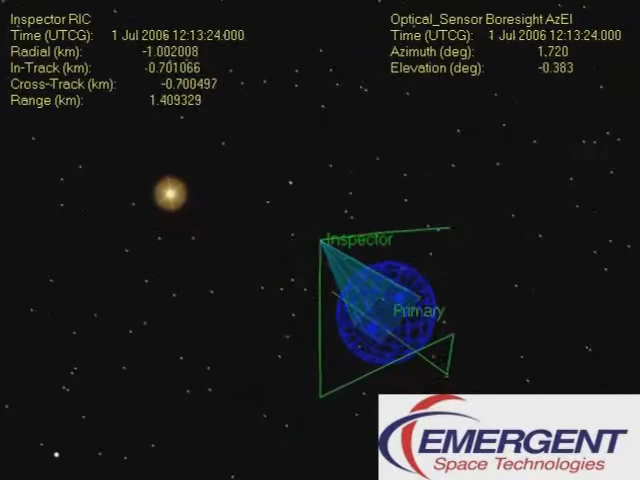 Inspector RIC
Time (UTCG): 1 Jul 2006 12:13:24.000
Radial (km): -1.002008
In-Track (km): -0.701066
Cross-Track (km): -0.700497
Range (km): 1.409329
Optical_Sensor Boresight AzEl
Time (UTCG): 1 Jul 2006 12:13:24.000
Azimuth (deg): 1.720
Elevation (deg): -0.383
Inspector
Primary
EMERGENT
Space Technologies